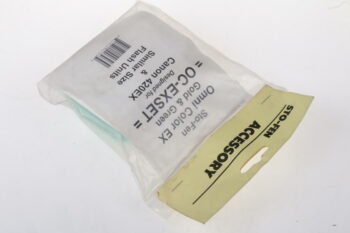 STO-FEN
ACCESSORY
Sto-Fen
Omni Color EX
Gold & Green
= OC-EXSET =
Designed for
Canon 420EX
&
Similar Size
Flash Units